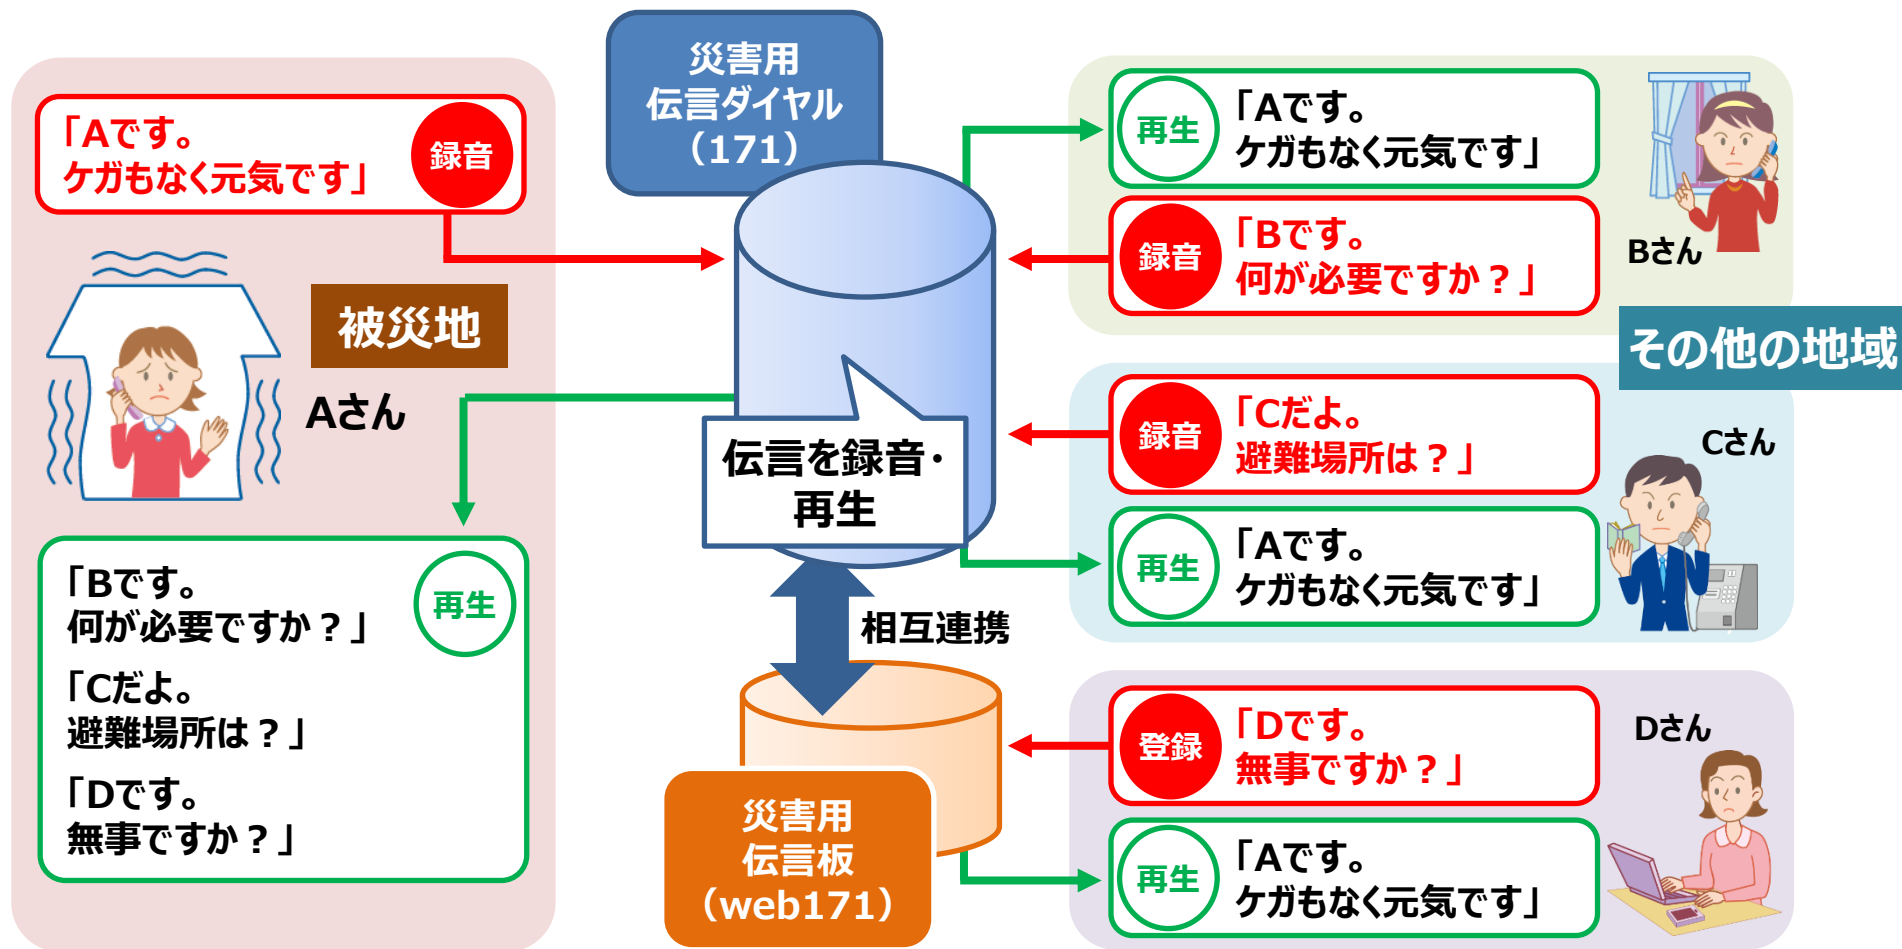 災害用
伝言ダイヤル
（171）
「Aです。
ケガもなく元気です」
録音
被災地
Aさん
「Bです。
何が必要ですか？」
再生
「Cだよ。
避難場所は？」
「Dです。
無事ですか？」
伝言を録音・
再生
相互連携
災害用
伝言板
（web171）
再生
「Aです。
ケガもなく元気です」
録音
「Bです。
何が必要ですか？」
Bさん
その他の地域
録音
「Cだよ。
避難場所は？」
Cさん
再生
「Aです。
ケガもなく元気です」
登録
「Dです。
無事ですか？」
Dさん
再生
「Aです。
ケガもなく元気です」